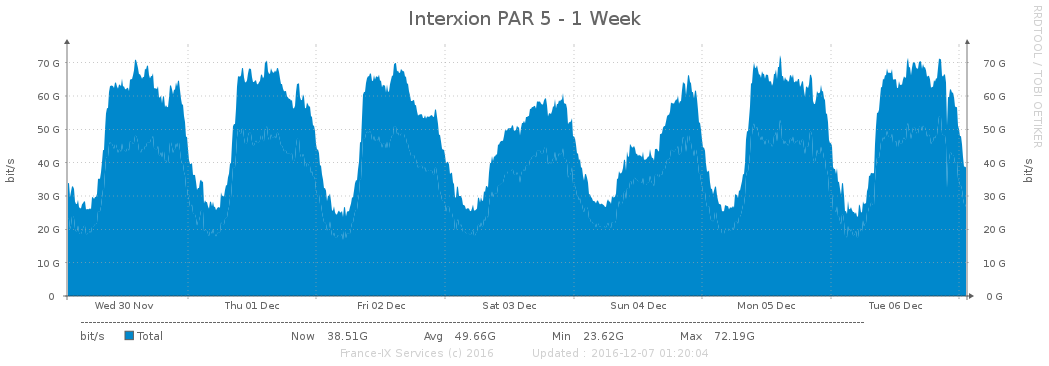 Interxion PAR 5 - 1 Week
RRDTOOL / TOBI OETIKER
bit/s
70 G
60 G
50 G
40 G
30 G
20 G
10 G
0
70 G
60 G
50 G
40 G
30 G
20 G
10 G
0 G
bit/s
Wed 30 Nov Thu 01 Dec Fri 02 Dec Sat 03 Dec Sun 04 Dec Mon 05 Dec Tue 06 Dec
bit/s Total Now 38.51G Avg 49.66G Min 23.62G Max 72.19G
France-IX Services (c) 2016 Updated : 2016-12-07 01:20:04